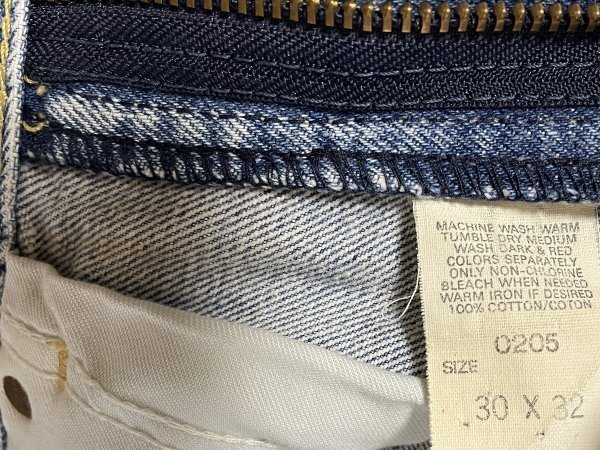 MACHINE WASH WARM
TUMBLE DRY MEDIUM
WASH DARK & RED
COLORS SEPARATELY
ONLY NON-CHLORINE
BLEACH WHEN NEEDED
WARM IRON IF DESIRED
100% COTTON/COTON
0205
SIZE
30 X 32